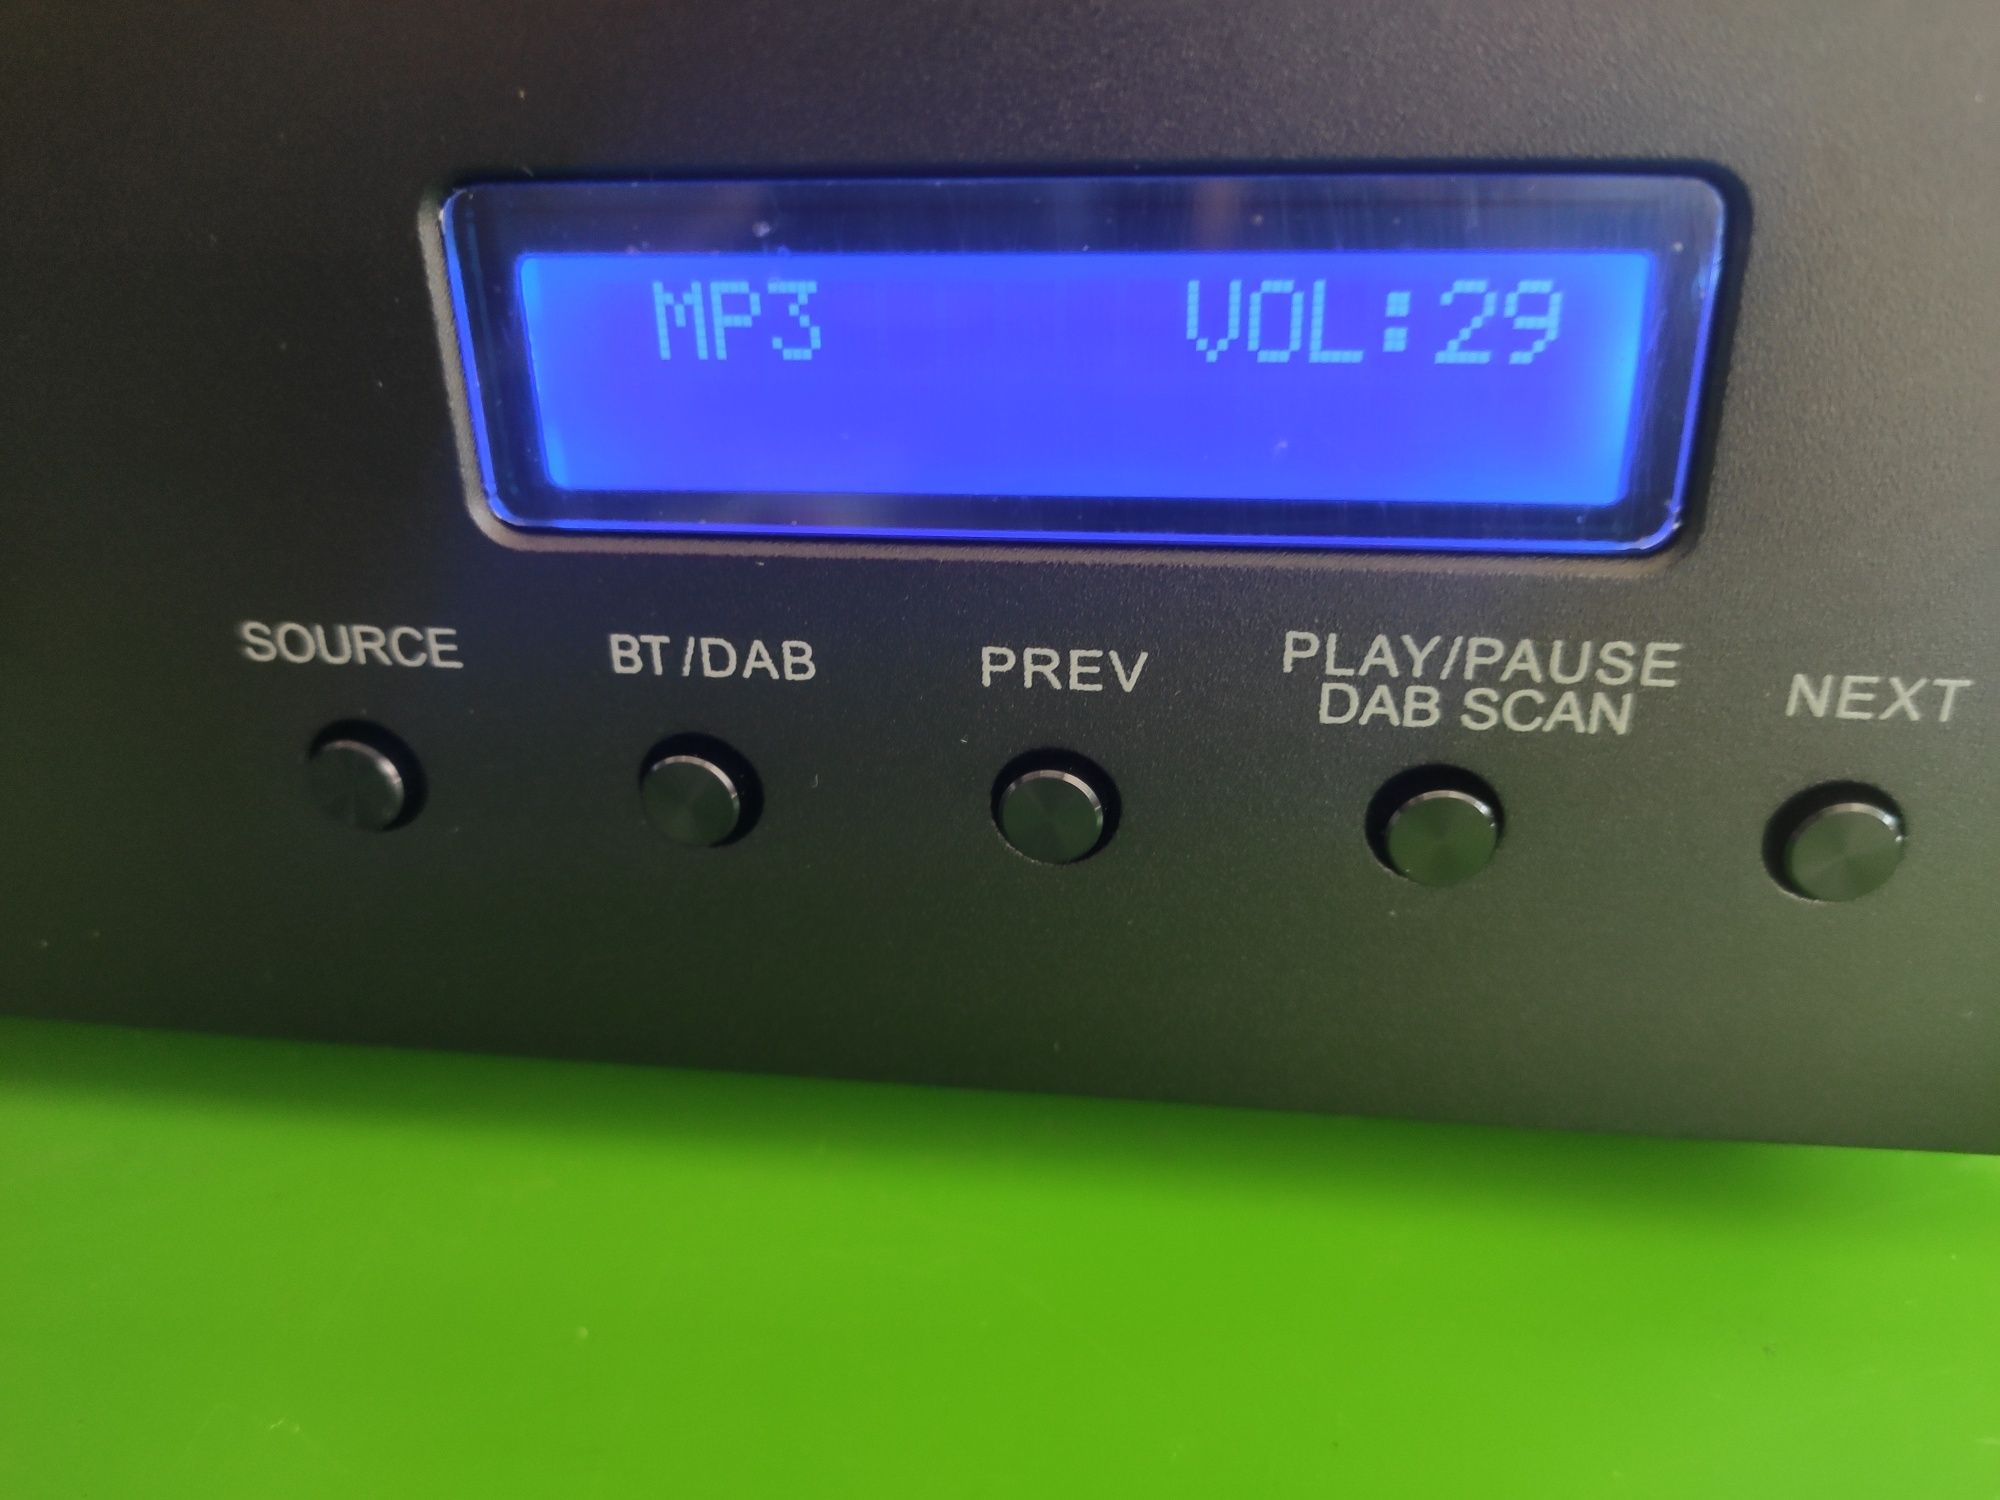 MP3 VOL:29
SOURCE BT/DAB PREV PLAY/PAUSE NEXT
DAB SCAN